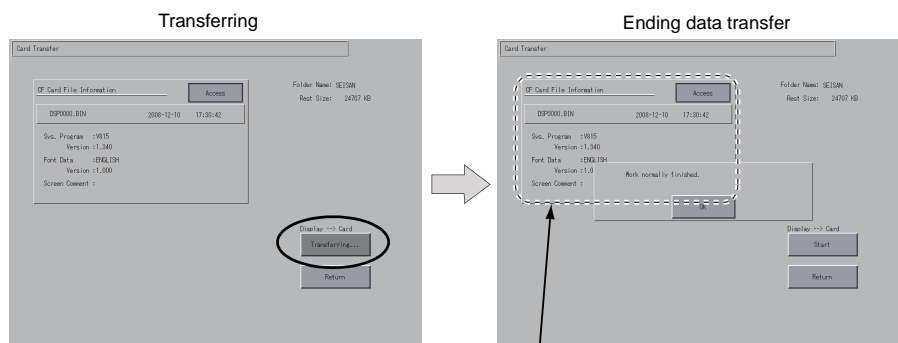 Transferring
Card Transfer
CF Card File Information
Access
DSP0000.BIN 2008-12-10 17:30:42
Sys. Program :V815
Version :1.340
Font Data :ENGLISH
Version :1.000
Screen Comment :
Folder Name: SEISAN
Rest Size: 24707 KB
Display --> Card
Transferring...
Return
Ending data transfer
Card Transfer
CF Card File Information
Access
DSP0000.BIN 2008-12-10 17:30:42
Sys. Program :V815
Version :1.340
Font Data :ENGLISH
Version :1.0
Screen Comment :
Work normally finished.
OK
Folder Name: SEISAN
Rest Size: 24707 KB
Display --> Card
Start
Return